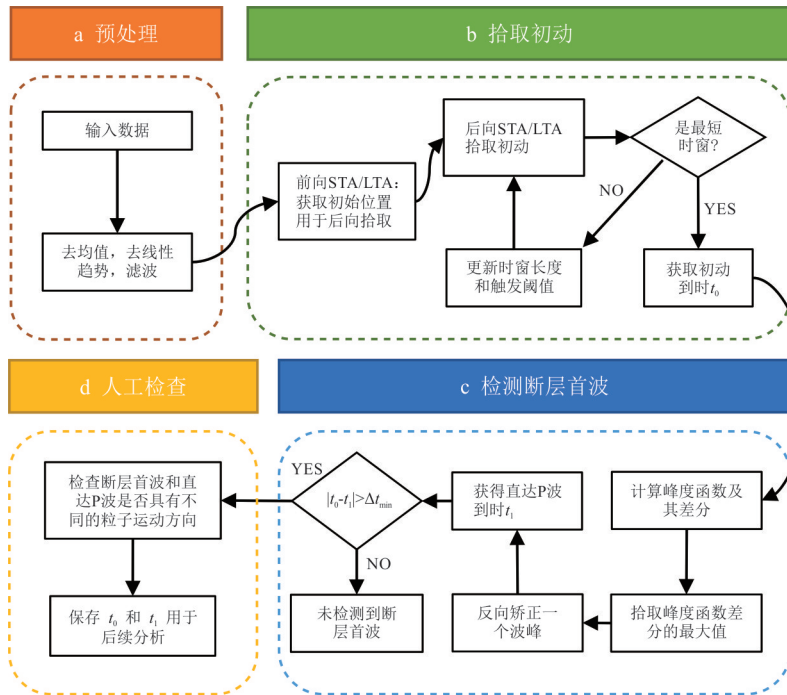 a 预处理
输入数据
去均值，去线性
趋势，滤波
b 拾取初动
前向STA/LTA：
获取初始位置
用于后向拾取
后向STA/LTA
拾取初动
是最短
时窗?
NO
YES
更新时窗长度
和触发阈值
获取初动
到时t₀
c 检测断层首波
计算峰度函数及
其差分
拾取峰度函数差
分的最大值
反向矫正一
个波峰
获得直达P波
到时t₁
|t₀-t₁|>Δt_min
YES
NO
未检测到断
层首波
d 人工检查
检查断层首波和直
达P波是否具有不
同的粒子运动方向
保存 t₀ 和 t₁ 用于
后续分析